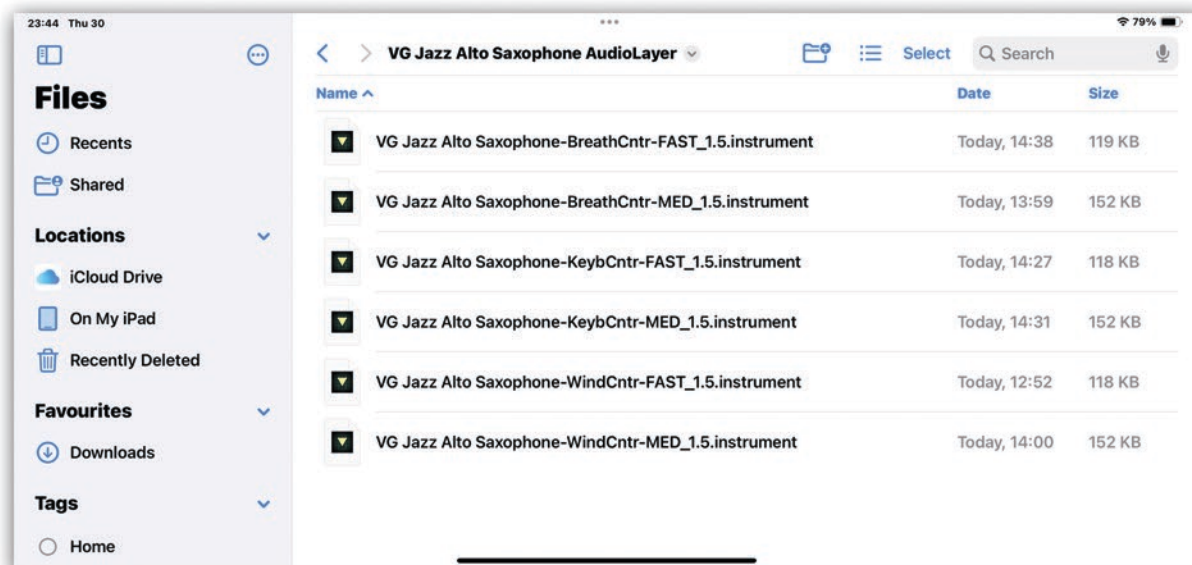 23:44 Thu 30
79%
Files
Recents
Shared
Locations
iCloud Drive
On My iPad
Recently Deleted
Favourites
Downloads
Tags
Home
VG Jazz Alto Saxophone AudioLayer
Select
Search
Name Date Size
VG Jazz Alto Saxophone-BreathCntr-FAST_1.5.instrument Today, 14:38 119 KB
VG Jazz Alto Saxophone-BreathCntr-MED_1.5.instrument Today, 13:59 152 KB
VG Jazz Alto Saxophone-KeybCntr-FAST_1.5.instrument Today, 14:27 118 KB
VG Jazz Alto Saxophone-KeybCntr-MED_1.5.instrument Today, 14:31 152 KB
VG Jazz Alto Saxophone-WindCntr-FAST_1.5.instrument Today, 12:52 118 KB
VG Jazz Alto Saxophone-WindCntr-MED_1.5.instrument Today, 14:00 152 KB